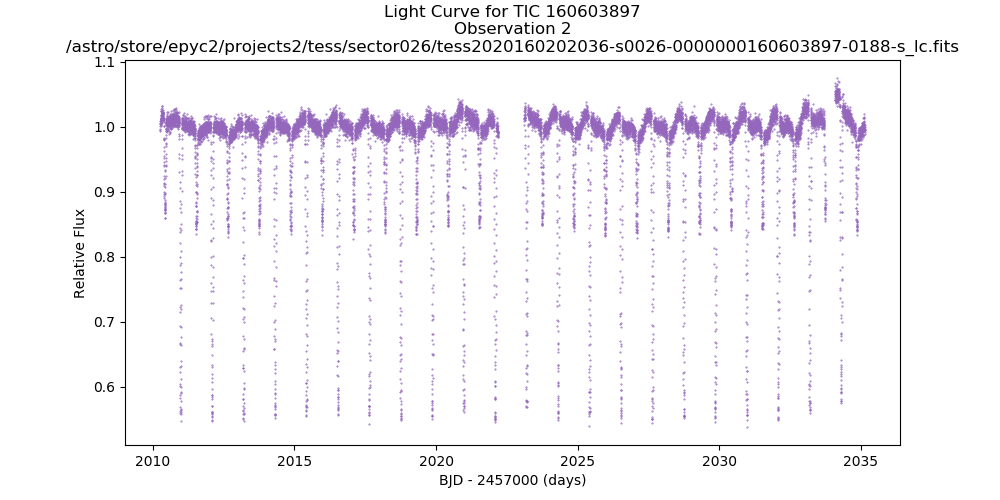 Light Curve for TIC 160603897
Observation 2
/astro/store/epyc2/projects2/tess/sector026/tess2020160202036-s0026-0000000160603897-0188-s_lc.fits
1.1
1.0
0.9
0.8
0.7
0.6
Relative Flux
2010 2015 2020 2025 2030 2035
BJD - 2457000 (days)